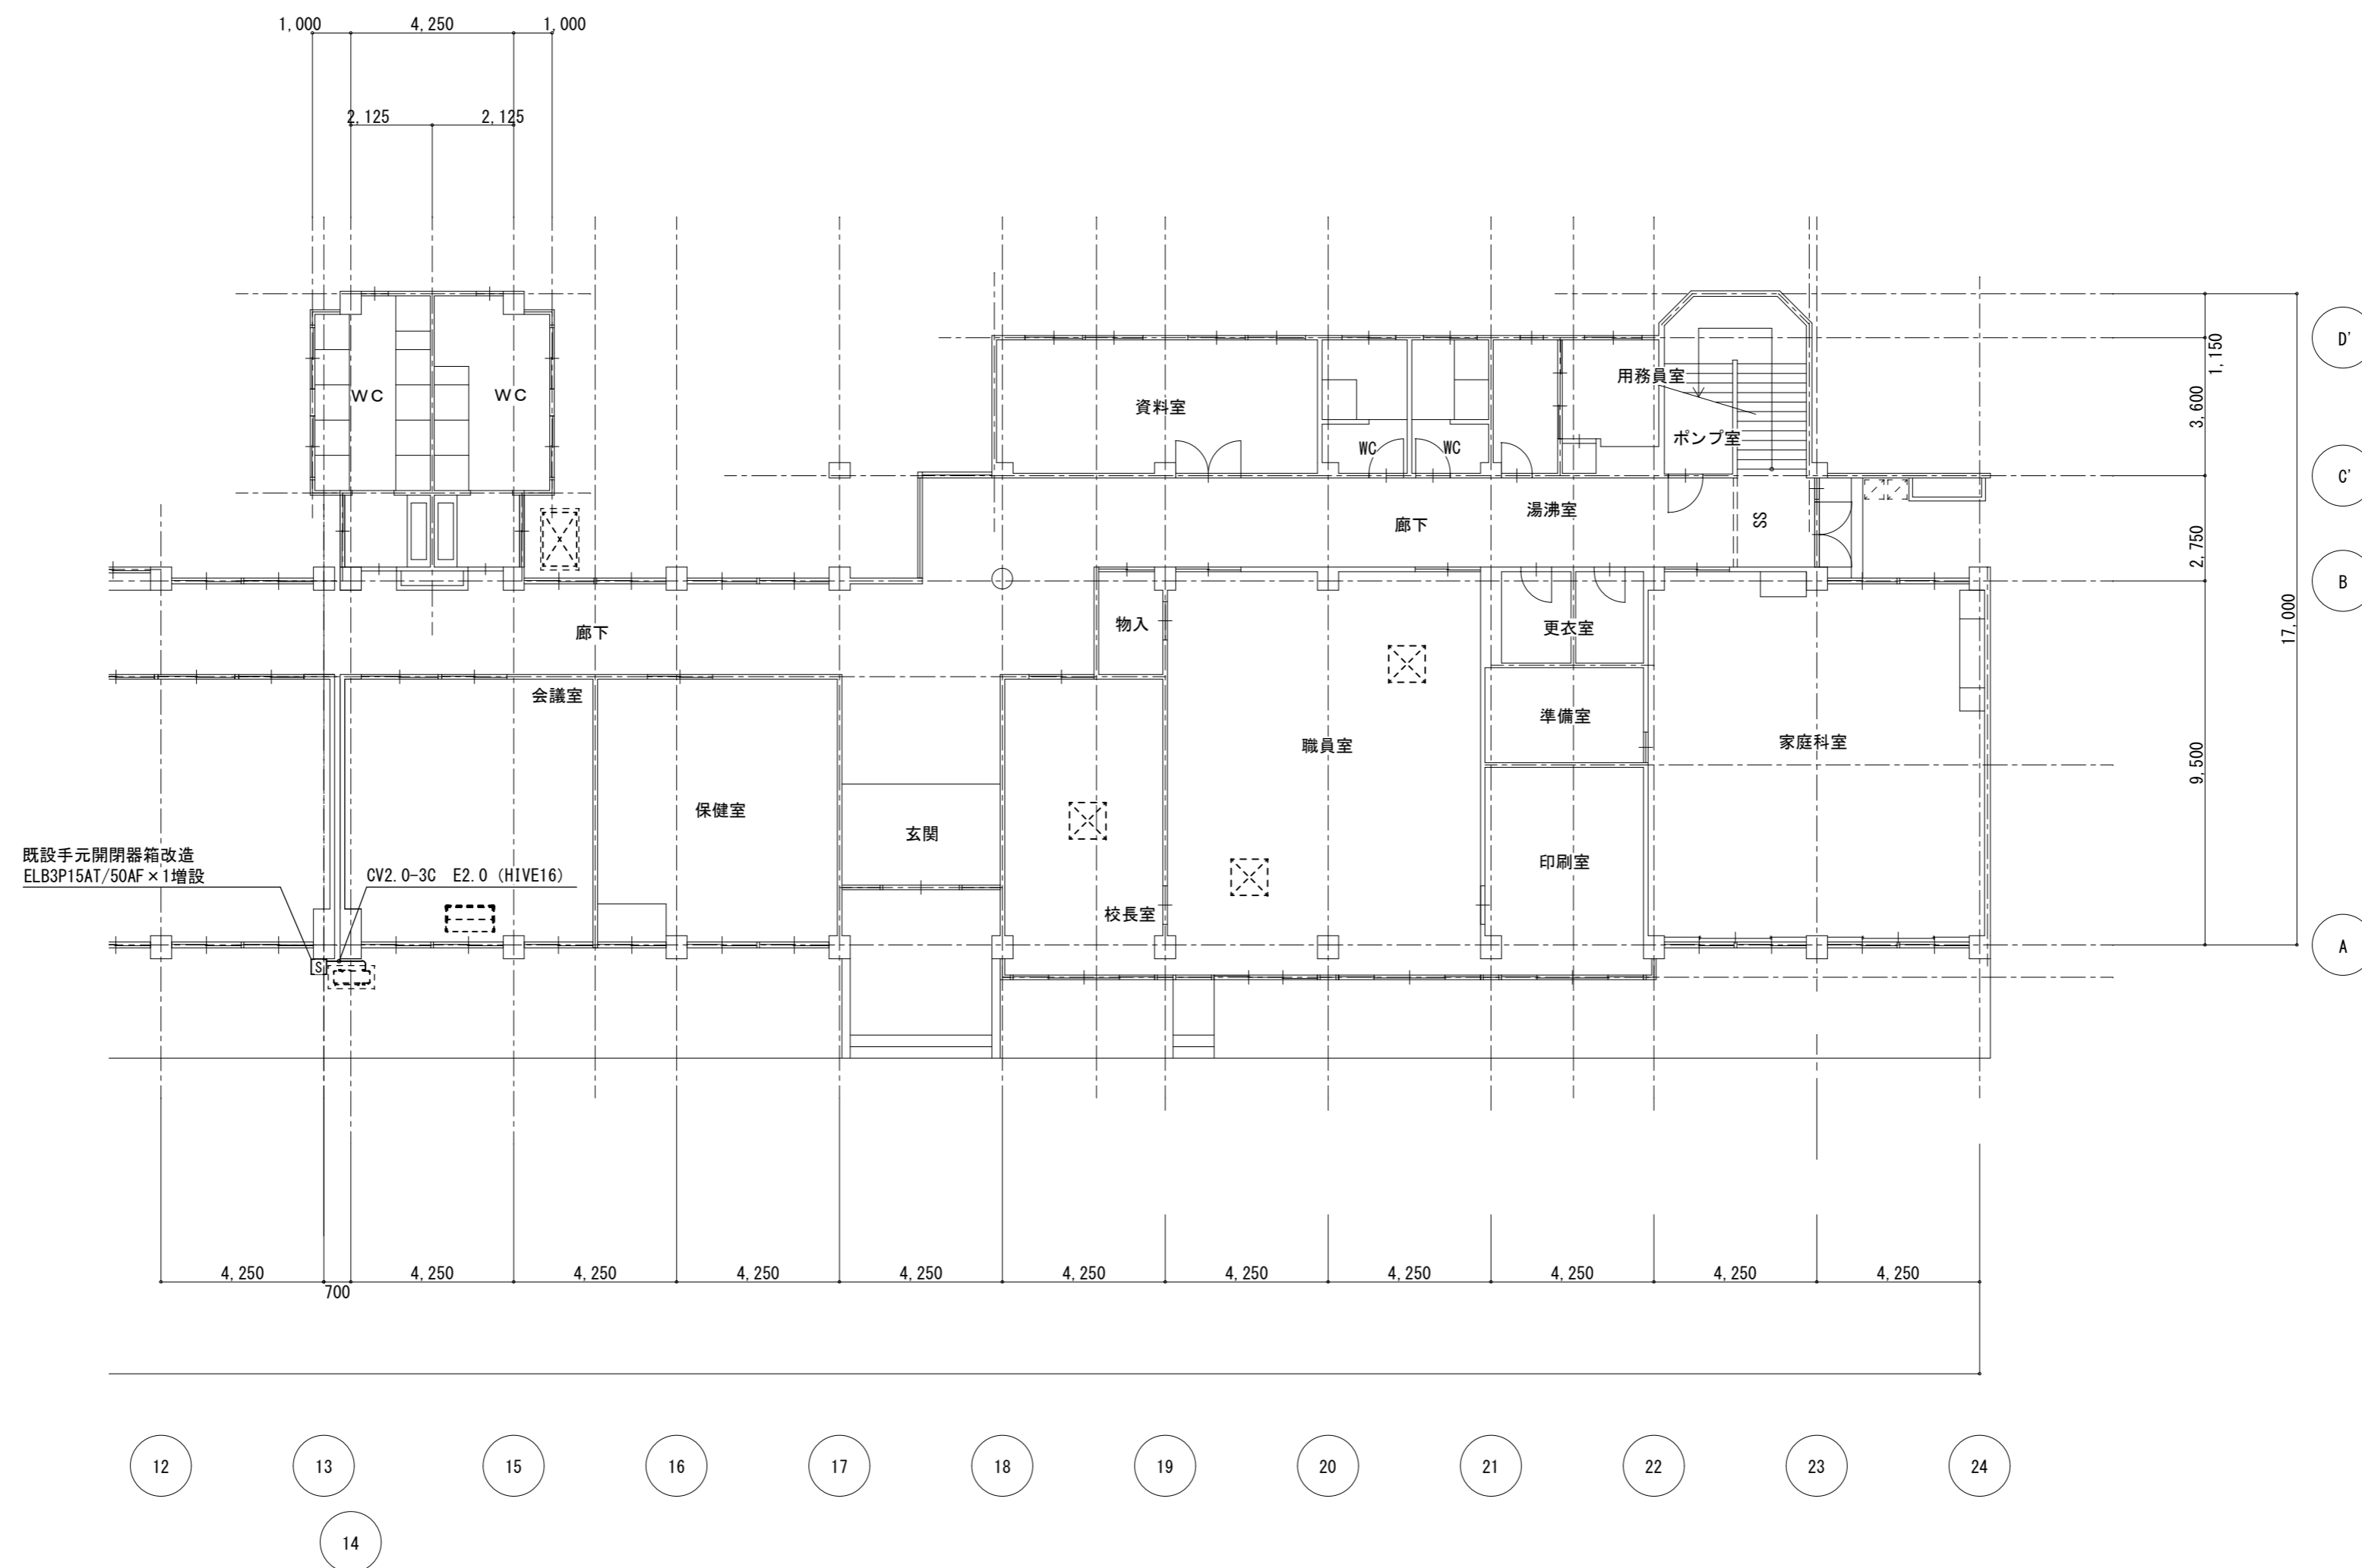 1,000
4,250
1,000
2,125
2,125
D'
1,150
用務員室
WC
WC
3,600
資料室
ポンプ室
WC
WC
C'
湯沸室
SS
廊下
2,750
B
17,000
物入
更衣室
廊下
会議室
準備室
家庭科室
職員室
9,500
保健室
玄関
既設手元開閉器箱改造
ELB3P15AT/50AF×1増設
CV2.0-3C E2.0 (HIVE16)
印刷室
校長室
A
S
4,250
4,250
4,250
4,250
4,250
4,250
4,250
4,250
4,250
4,250
4,250
700
12
13
15
16
17
18
19
20
21
22
23
24
14